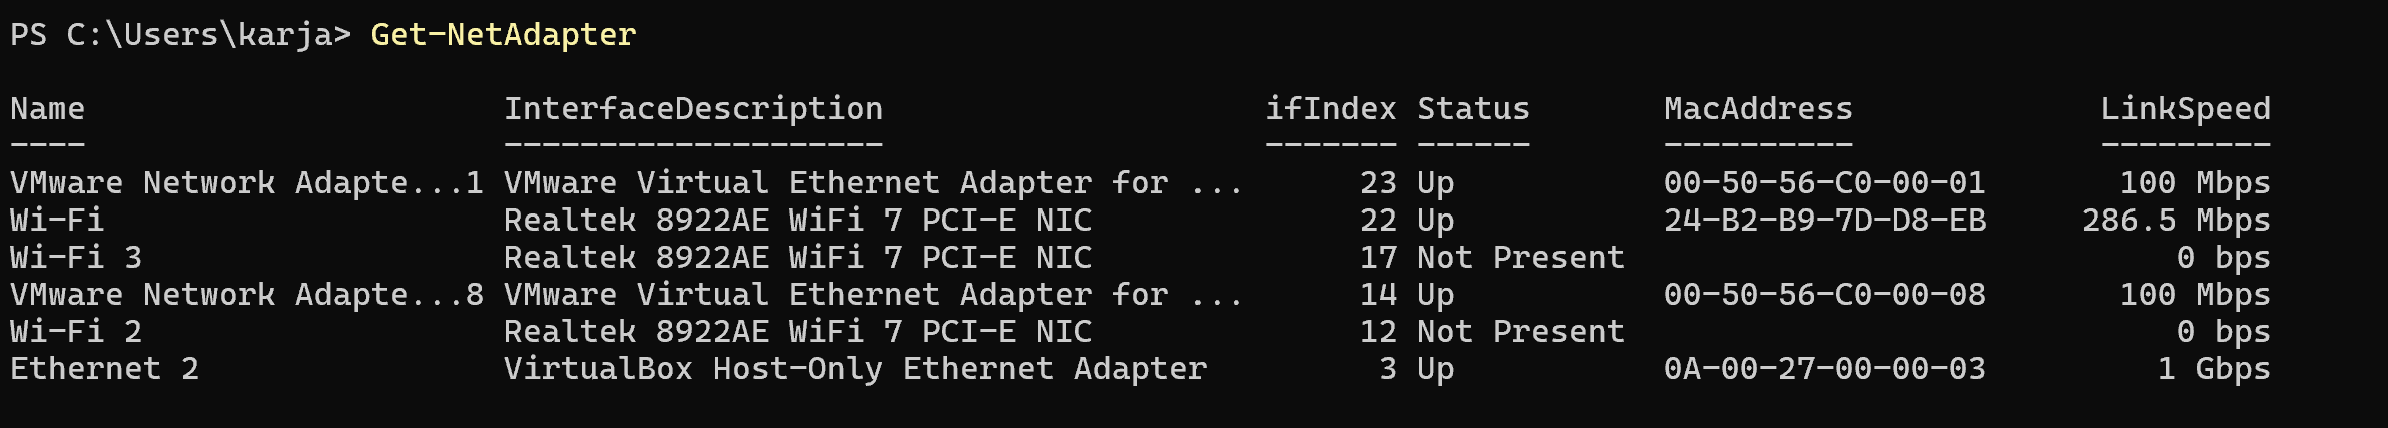 PS C:\Users\karja> Get-NetAdapter
Name InterfaceDescription ifIndex Status MacAddress LinkSpeed
---- -------------------- ------- ------ ---------- ---------
VMware Network Adapte...1 VMware Virtual Ethernet Adapter for ... 23 Up 00-50-56-C0-00-01 100 Mbps
Wi-Fi Realtek 8922AE WiFi 7 PCI-E NIC 22 Up 24-B2-B9-7D-D8-EB 286.5 Mbps
Wi-Fi 3 Realtek 8922AE WiFi 7 PCI-E NIC 17 Not Present 0 bps
VMware Network Adapte...8 VMware Virtual Ethernet Adapter for ... 14 Up 00-50-56-C0-00-08 100 Mbps
Wi-Fi 2 Realtek 8922AE WiFi 7 PCI-E NIC 12 Not Present 0 bps
Ethernet 2 VirtualBox Host-Only Ethernet Adapter 3 Up 0A-00-27-00-00-03 1 Gbps